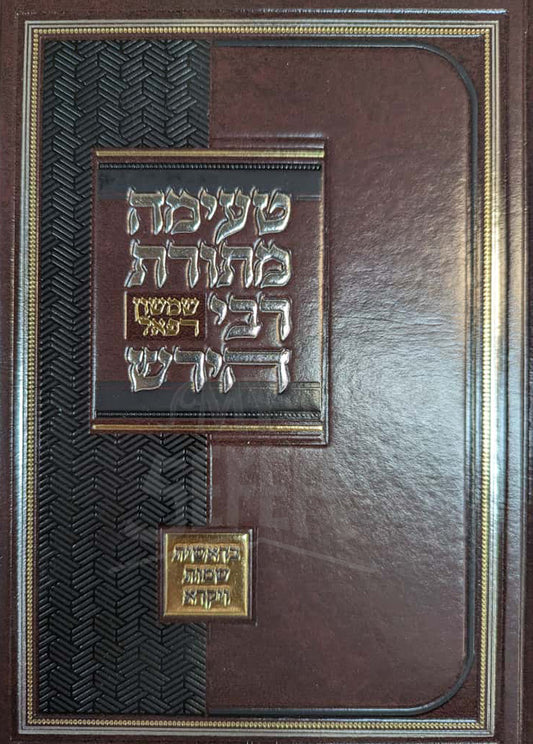 טעימה
מתורת
רבי שמשון
רפאל
הירש
בראשית
שמות
ויקרא